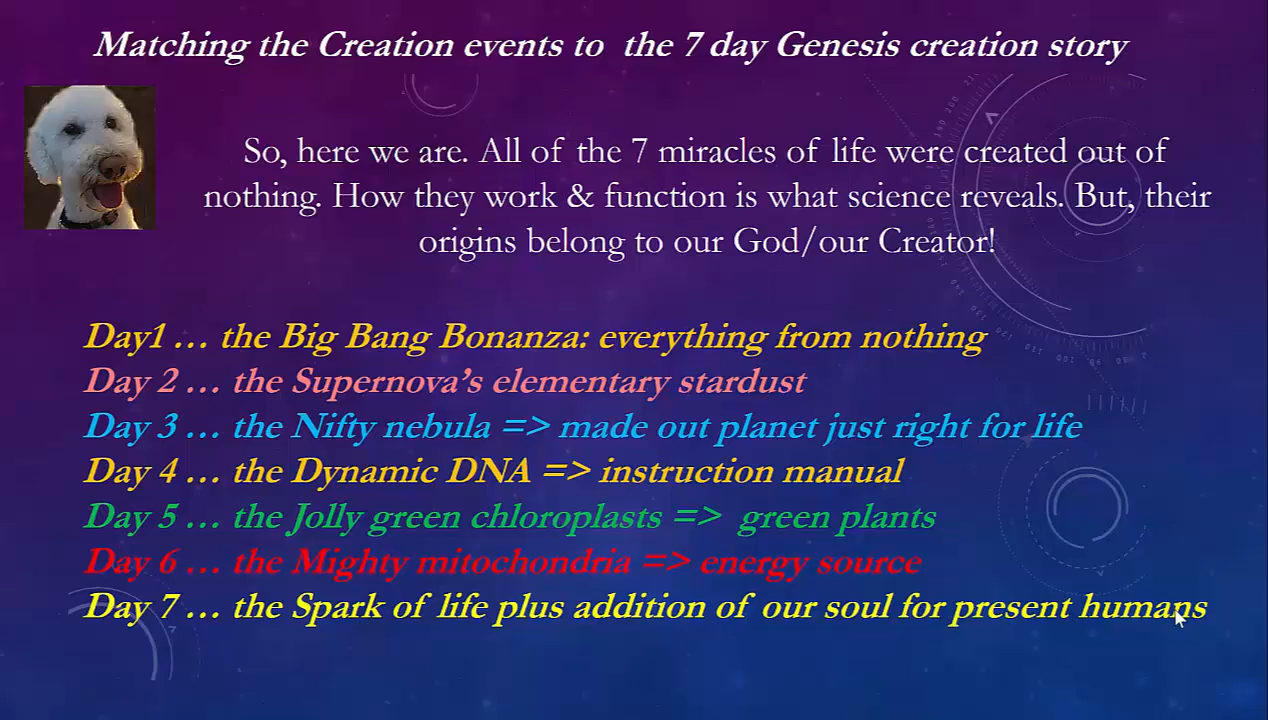 Matching the Creation events to the 7 day Genesis creation story
So, here we are. All of the 7 miracles of life were created out of
nothing. How they work & function is what science reveals. But, their
origins belong to our God/our Creator!
Day1 … the Big Bang Bonanza: everything from nothing
Day 2 … the Supernova's elementary stardust
Day 3 … the Nifty nebula => made out planet just right for life
Day 4 … the Dynamic DNA => instruction manual
Day 5 … the Jolly green chloroplasts => green plants
Day 6 … the Mighty mitochondria => energy source
Day 7 … the Spark of life plus addition of our soul for present humans